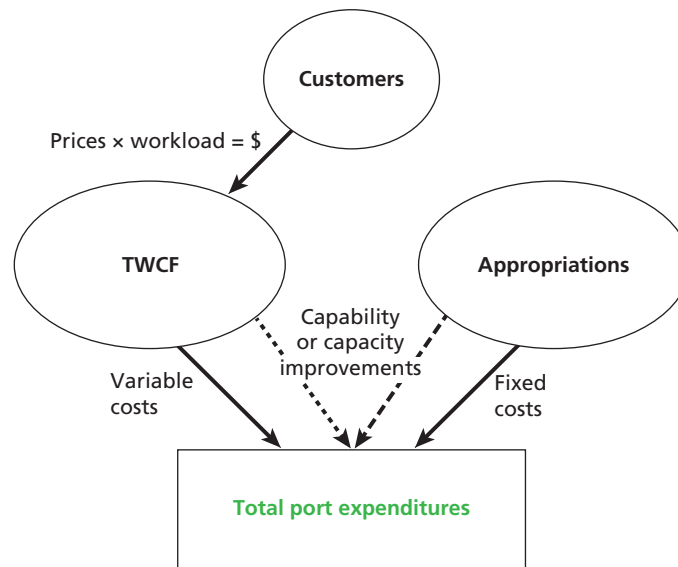 Customers
Prices × workload = $
TWCF
Appropriations
Capability
or capacity
improvements
Variable
costs
Fixed
costs
Total port expenditures